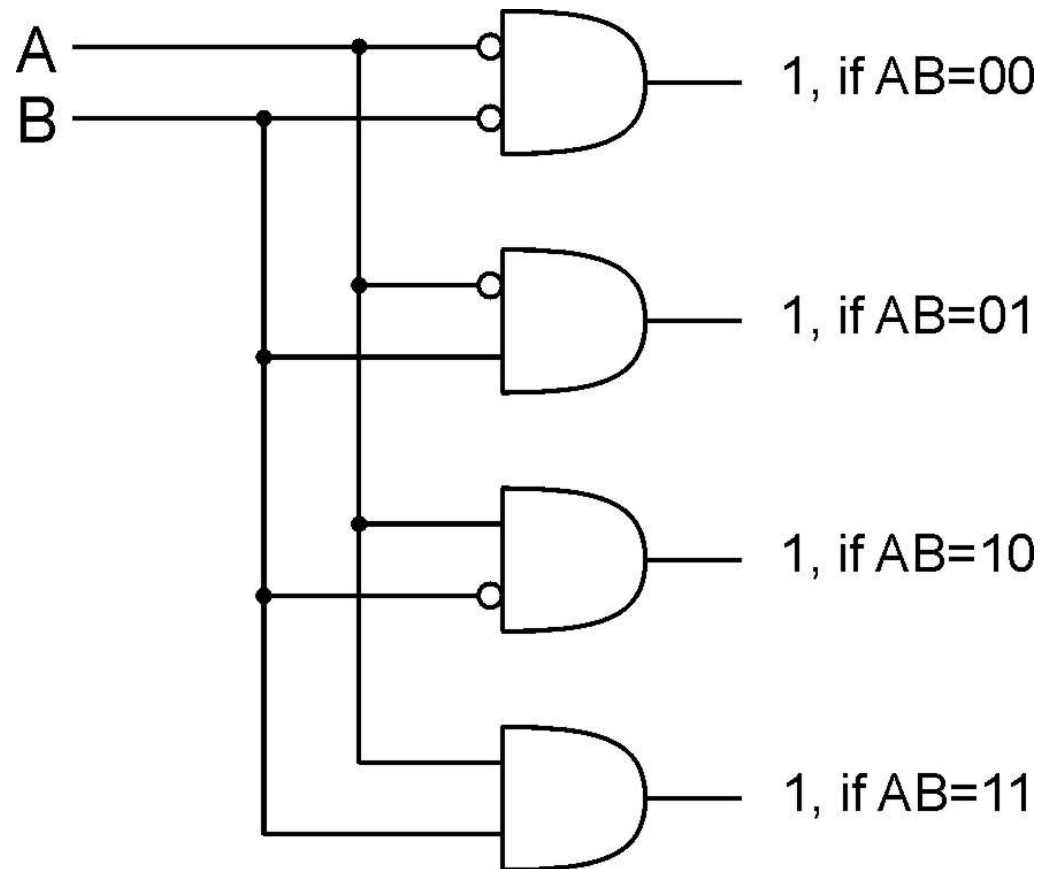 A
1, if AB=00
B
1, if AB=01
1, if AB=10
1, if AB=11